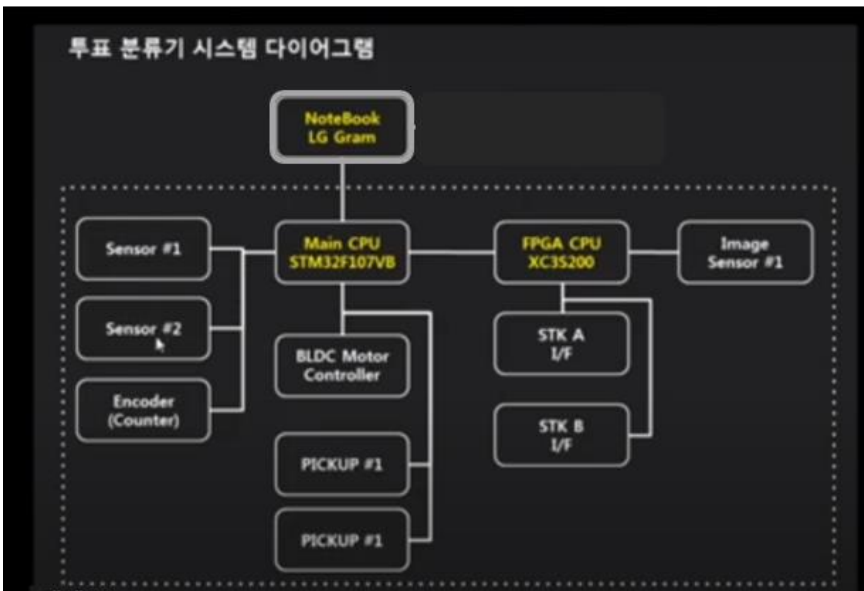 투표 분류기 시스템 다이어그램
NoteBook
LG Gram
Sensor #1
Main CPU
STM32F107VB
FPGA CPU
XC3S200
Image
Sensor #1
Sensor #2
BLDC Motor
Controller
STK A
I/F
Encoder
(Counter)
STK B
I/F
PICKUP #1
PICKUP #1